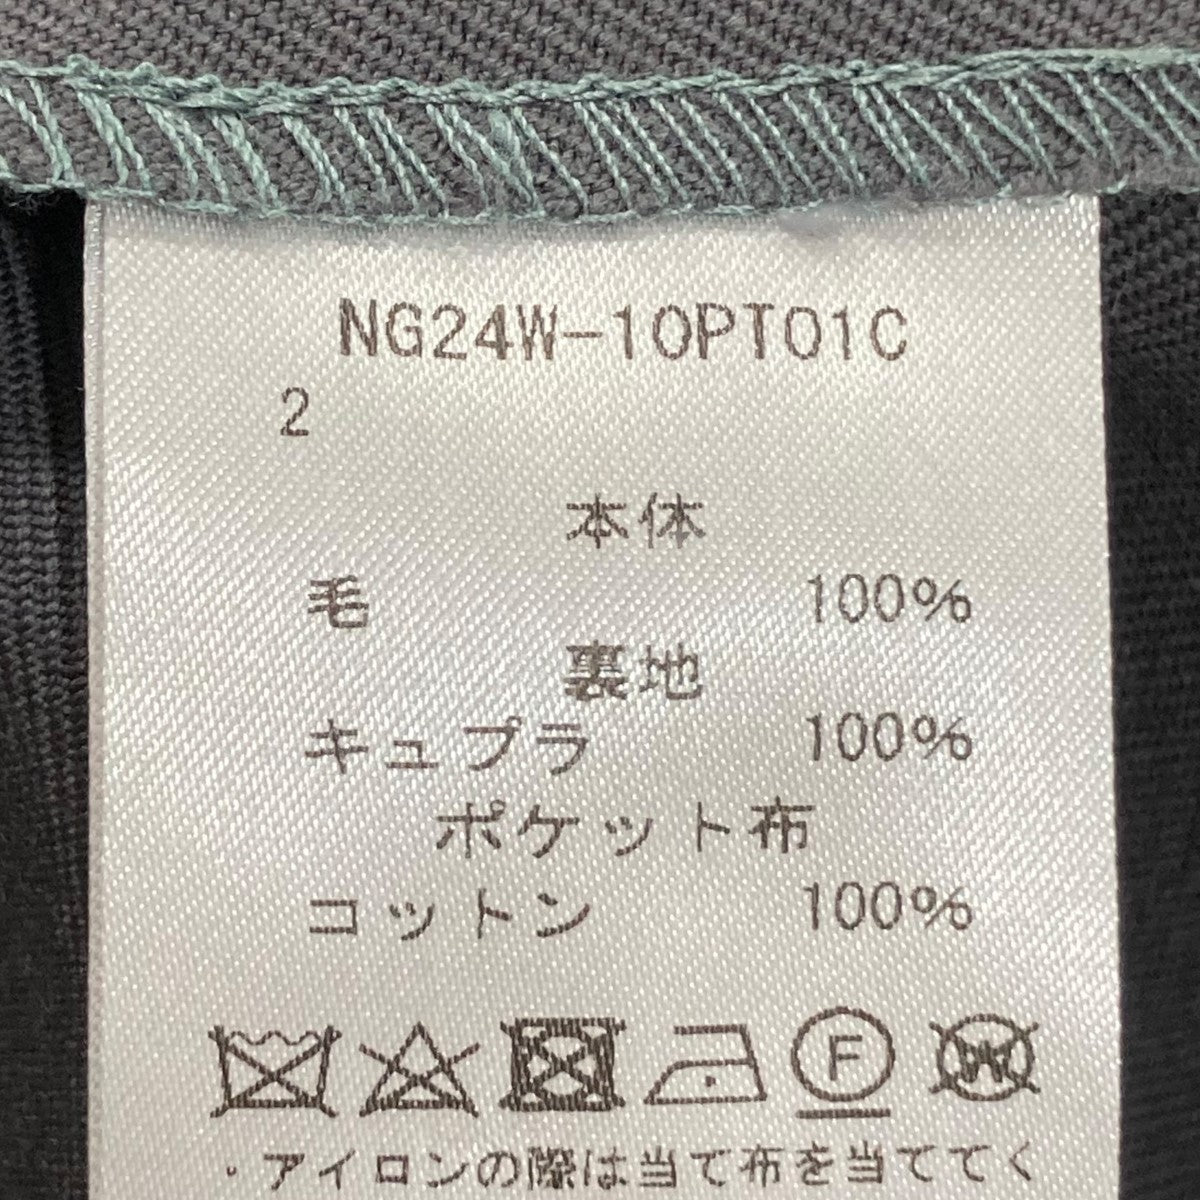 NG24W-10PT01C
2
本体
毛 100%
裏地
キュプラ 100%
ポケット布
コットン 100%
F W
・アイロンの際は当て布を当ててく